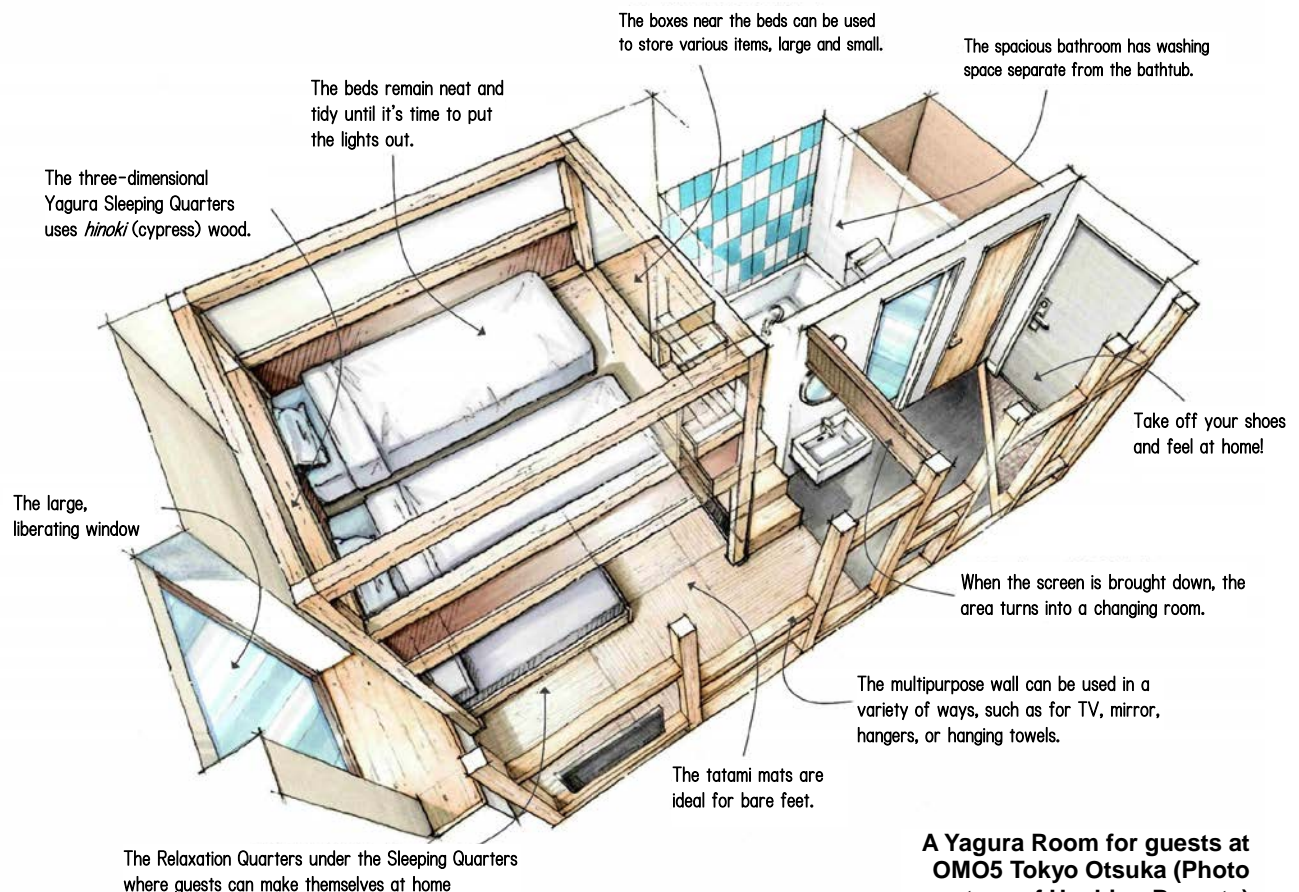 The boxes near the beds can be used
to store various items, large and small.
The spacious bathroom has washing
space separate from the bathtub.
The beds remain neat and
tidy until it's time to put
the lights out.
The three-dimensional
Yagura Sleeping Quarters
uses hinoki (cypress) wood.
Take off your shoes
and feel at home!
The large,
liberating window
When the screen is brought down, the
area turns into a changing room.
The multipurpose wall can be used in a
variety of ways, such as for TV, mirror,
hangers, or hanging towels.
The tatami mats are
ideal for bare feet.
The Relaxation Quarters under the Sleeping Quarters
where guests can make themselves at home
A Yagura Room for guests at
OMO5 Tokyo Otsuka (Photo